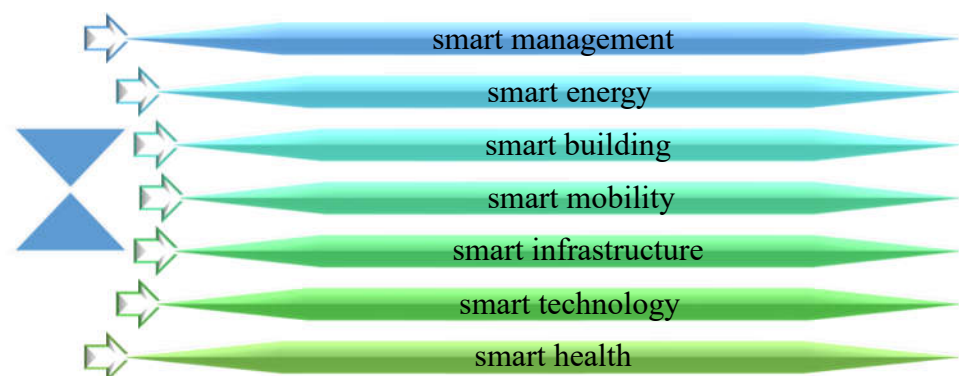 smart management
smart energy
smart building
smart mobility
smart infrastructure
smart technology
smart health